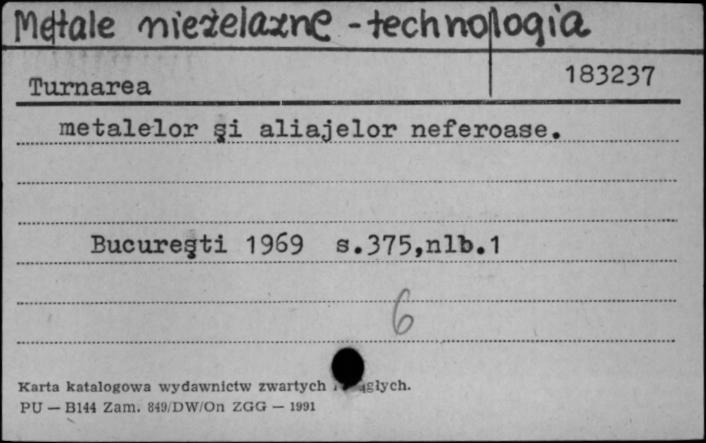 Metale nieżelazne - technologia
183237
Turnarea
metalelor şi aliajelor neferoase.
Bucureşti 1969 s.375,nlb.1
6
Karta katalogowa wydawnictw zwartych
PU — B144 Zam. 849/DW/On ZGG — 1991